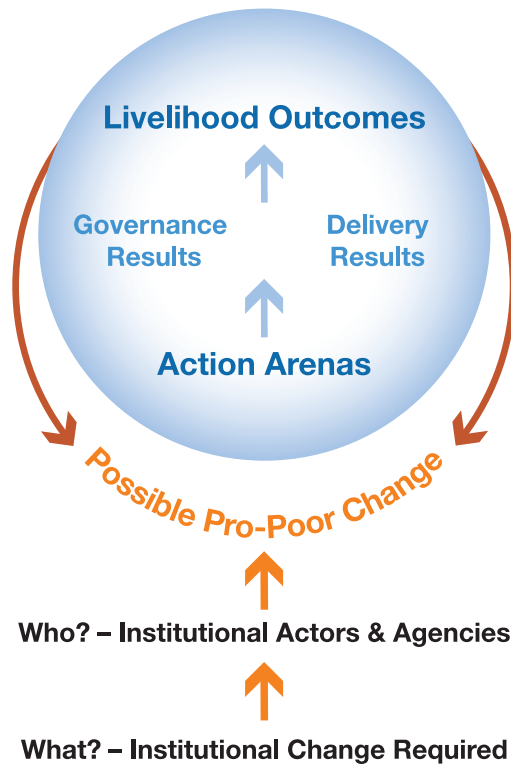 Livelihood Outcomes
Governance
Results
Delivery
Results
Action Arenas
Possible Pro-Poor Change
Who? – Institutional Actors & Agencies
What? – Institutional Change Required